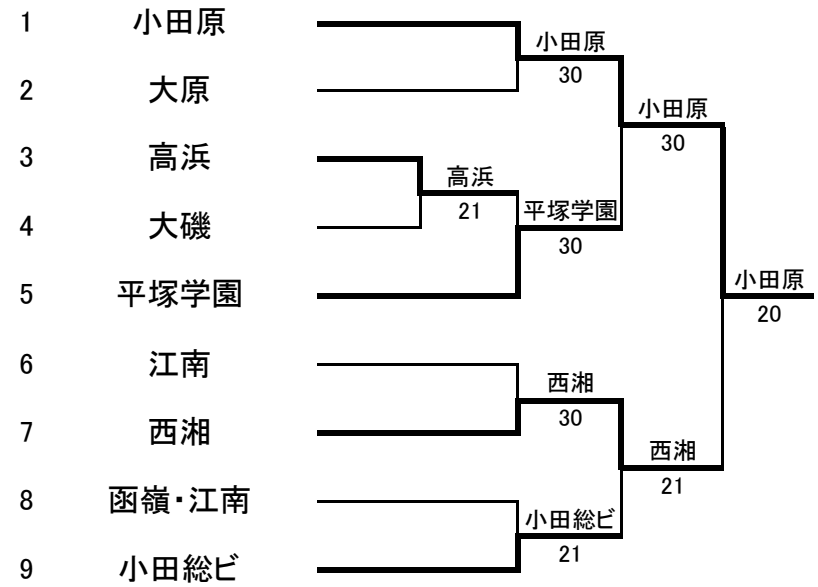 1 小田原
小田原
30
2 大原
小田原
30
3 高浜
高浜
21
4 大磯
平塚学園
30
5 平塚学園
小田原
20
6 江南
西湘
30
7 西湘
西湘
21
8 函嶺・江南
小田総ビ
21
9 小田総ビ